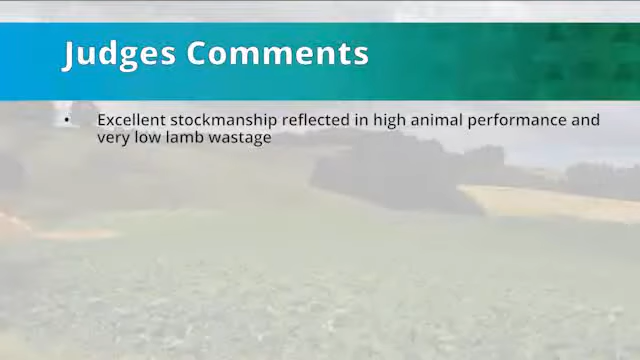 Judges Comments
• Excellent stockmanship reflected in high animal performance and
very low lamb wastage